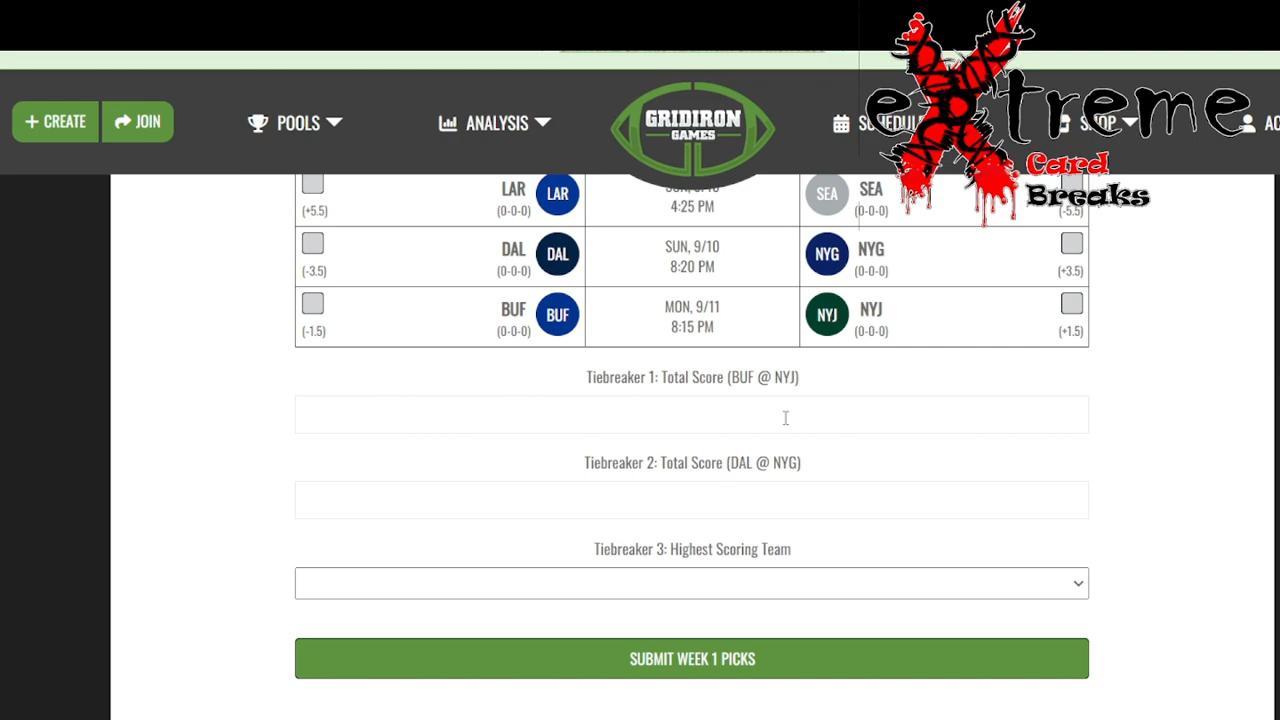 CREATE
JOIN
POOLS
ANALYSIS
GRIDIRON
GAMES
SHOP
AC
eXtreme
Card
Breaks
(+5.5)
LAR
(0-0-0)
LAR
4:25 PM
SEA
SEA
(0-0-0)
-5.5)
(-3.5)
DAL
(0-0-0)
DAL
SUN, 9/10
8:20 PM
NYG
NYG
(0-0-0)
(+3.5)
(-1.5)
BUF
(0-0-0)
BUF
MON, 9/11
8:15 PM
NYJ
NYJ
(0-0-0)
(+1.5)
Tiebreaker 1: Total Score (BUF @ NYJ)
Tiebreaker 2: Total Score (DAL @ NYG)
Tiebreaker 3: Highest Scoring Team
SUBMIT WEEK 1 PICKS